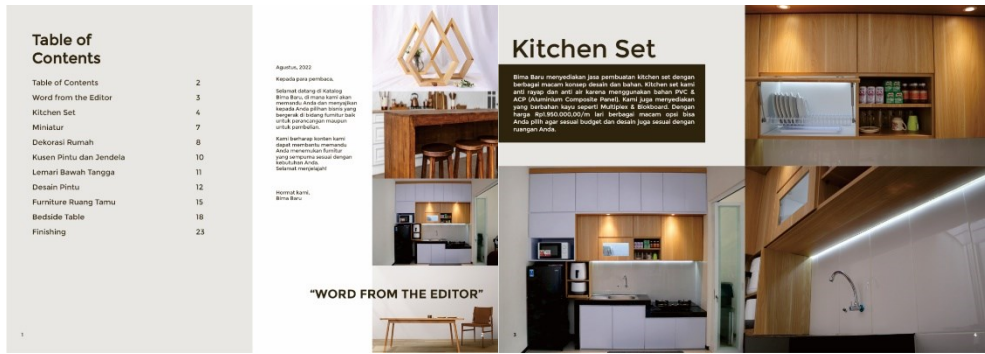 Table of
Contents
Table of Contents 2
Word from the Editor 3
Kitchen Set 4
Miniatur 7
Dekorasi Rumah 8
Kusen Pintu dan Jendela 10
Lemari Bawah Tangga 11
Desain Pintu 12
Furniture Ruang Tamu 15
Bedside Table 18
Finishing 23
Agustus, 2022
Kepada para pembaca,
Selamat datang di Katalog
Bima Baru, di mana kami akan
memandu Anda dan menyajikan
kepada Anda pilihan bisnis yang
bergerak di bidang furnitur baik
untuk perancangan maupun
untuk pembelian.
Kami berharap konten kami
dapat membantu memandu
Anda menemukan furnitur
yang sempurna sesuai dengan
kebutuhan Anda.
Selamat menjelajah!
Hormat kami,
Bima Baru
“WORD FROM THE EDITOR”
Kitchen Set
Bima Baru menyediakan jasa pembuatan kitchen set dengan
berbagai macam konsep desain dan bahan. Kitchen set kami
anti rayap dan anti air karena menggunakan bahan PVC &
ACP (Aluminium Composite Panel). Kami juga menyediakan
yang berbahan kayu seperti Multiplex & Blokboard. Dengan
harga Rp1.950.000,00/m lari berbagai macam opsi bisa
Anda pilih agar sesuai budget dan desain juga sesuai dengan
ruangan Anda.